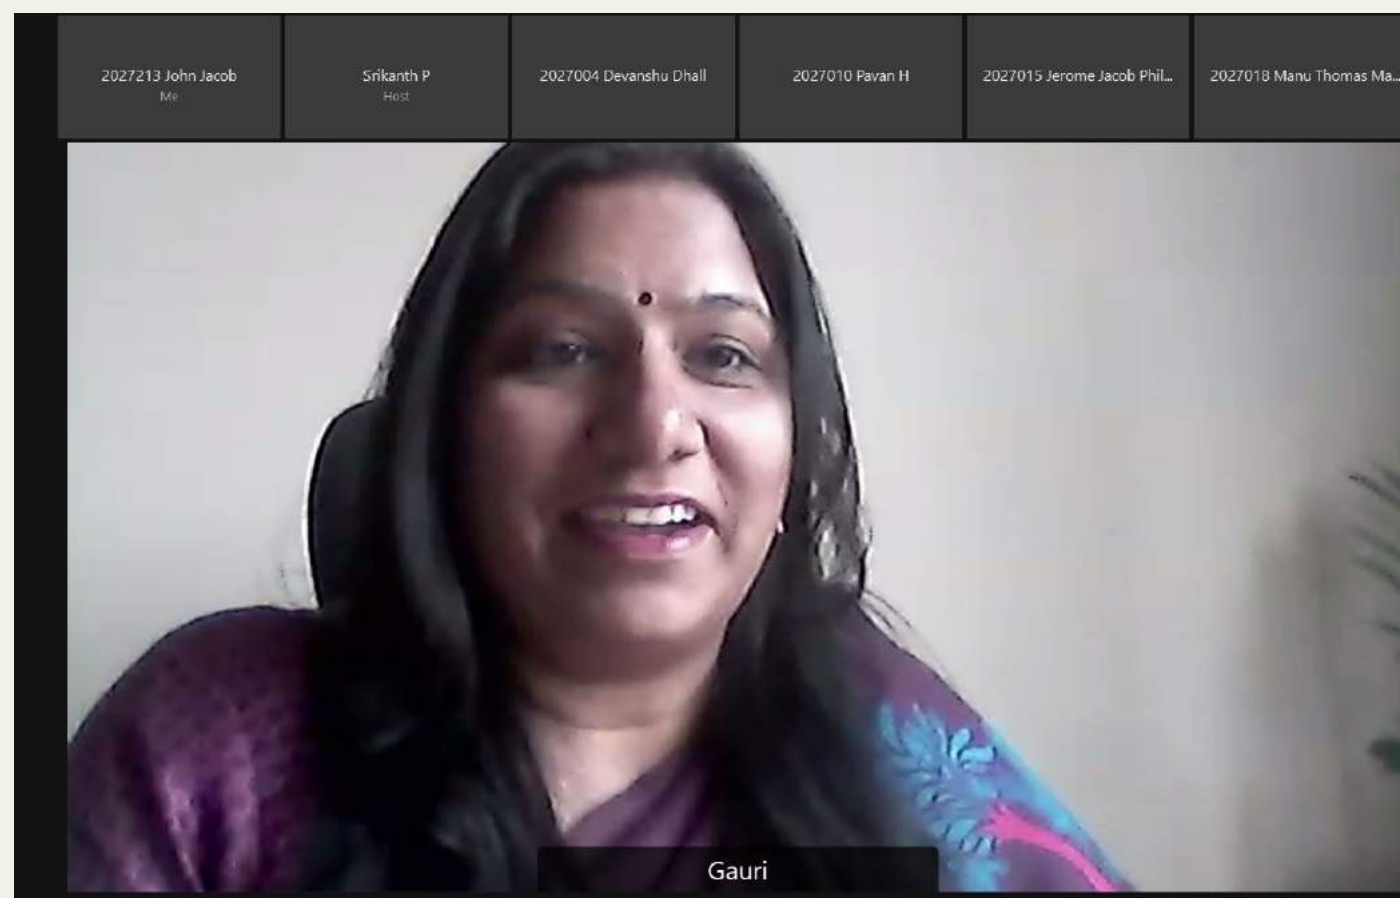 2027213 John Jacob
Me
Srikanth P
Host
2027004 Devanshu Dhall
2027010 Pavan H
2027015 Jerome Jacob Phil...
2027018 Manu Thomas Ma...
Gauri